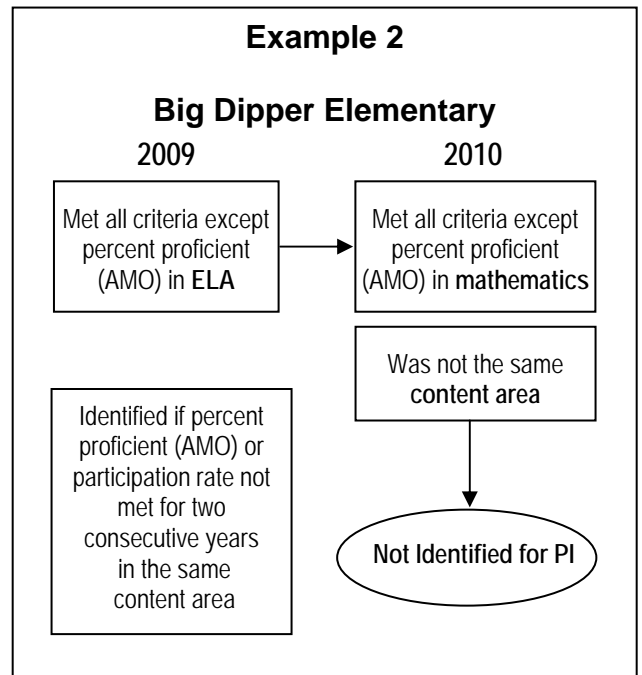 Example 2
Big Dipper Elementary
2009
2010
Met all criteria except
percent proficient
(AMO) in ELA
Met all criteria except
percent proficient
(AMO) in mathematics
Was not the same
content area
Identified if percent
proficient (AMO) or
participation rate not
met for two
consecutive years
in the same
content area
Not Identified for PI